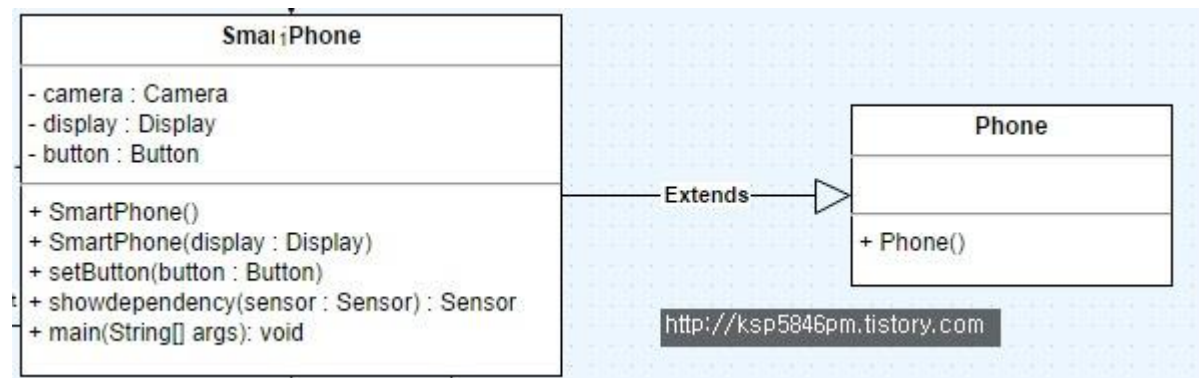 SmartPhone
- camera : Camera
- display : Display
- button : Button
+ SmartPhone()
+ SmartPhone(display : Display)
+ setButton(button : Button)
+ showdependency(sensor : Sensor) : Sensor
+ main(String[] args): void
Extends
Phone
+ Phone()
http://ksp5846pm.tistory.com